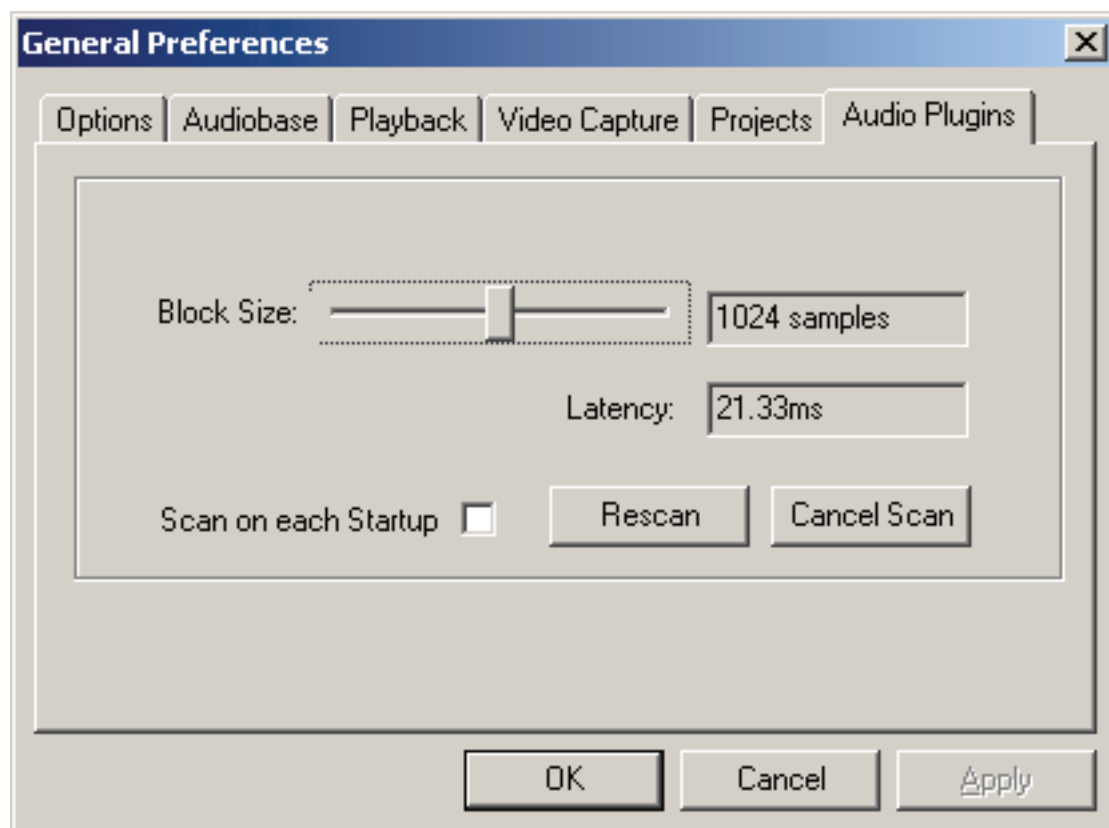 General Preferences
Options Audiobase Playback Video Capture Projects Audio Plugins
Block Size: 1024 samples
Latency: 21.33ms
Scan on each Startup Rescan Cancel Scan
OK Cancel Apply